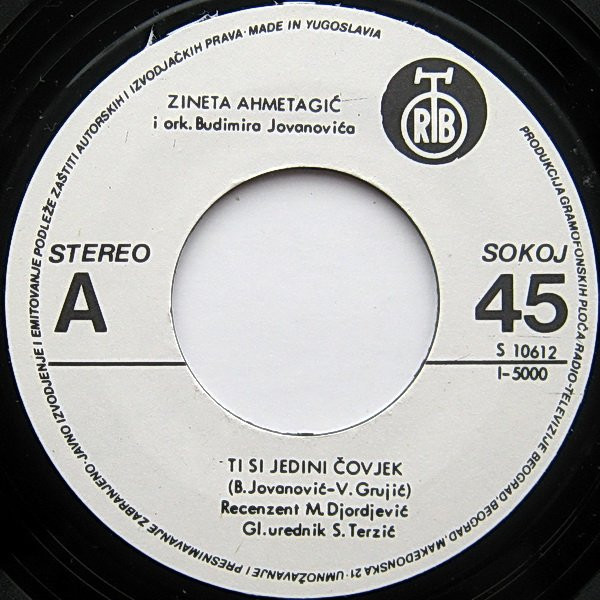 ZINETA AHMETAGIĆ
i ork. Budimira Jovanovića
RTB
STEREO
A
SOKOJ
45
S 10612
I-5000
TI SI JEDINI ČOVJEK
(B.Jovanović-V.Grujić)
Recenzent M.Djordjević
Gl.urednik S.Terzić
PRODUKCIJA GRAMOFONSKIH PLOČA RADIO-TELEVIZIJE BEOGRAD, BEOGRAD, MAKEDONSKA 21 · UMNOŽAVANJE I PRESNIMAVANJE ZABRANJENO · JAVNO IZVODJENJE I EMITOVANJE PODLEŽE ZAŠTITI AUTORSKIH I IZVODJAČKIH PRAVA · MADE IN YUGOSLAVIA